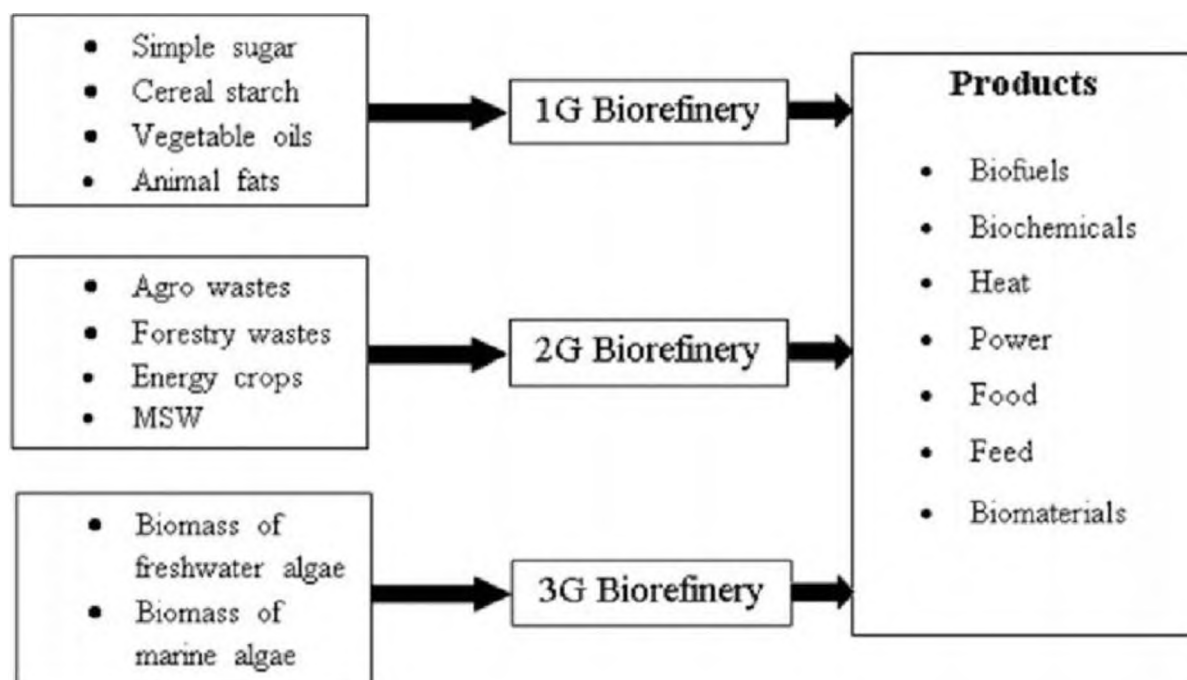 • Simple sugar
• Cereal starch
• Vegetable oils
• Animal fats
1G Biorefinery
• Agro wastes
• Forestry wastes
• Energy crops
• MSW
2G Biorefinery
• Biomass of
freshwater algae
• Biomass of
marine algae
3G Biorefinery
Products
• Biofuels
• Biochemicals
• Heat
• Power
• Food
• Feed
• Biomaterials